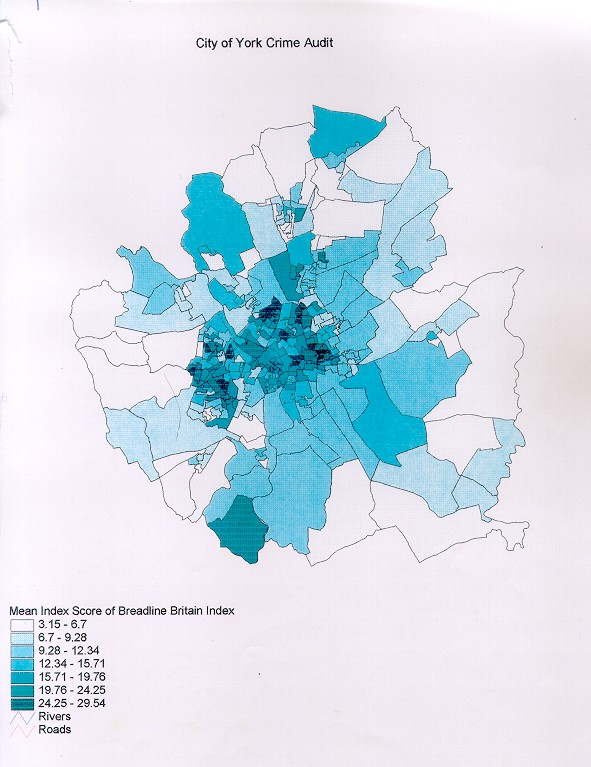 City of York Crime Audit
Mean Index Score of Breadline Britain Index
3.15 - 6.7
6.7 - 9.28
9.28 - 12.34
12.34 - 15.71
15.71 - 19.76
19.76 - 24.25
24.25 - 29.54
Rivers
Roads